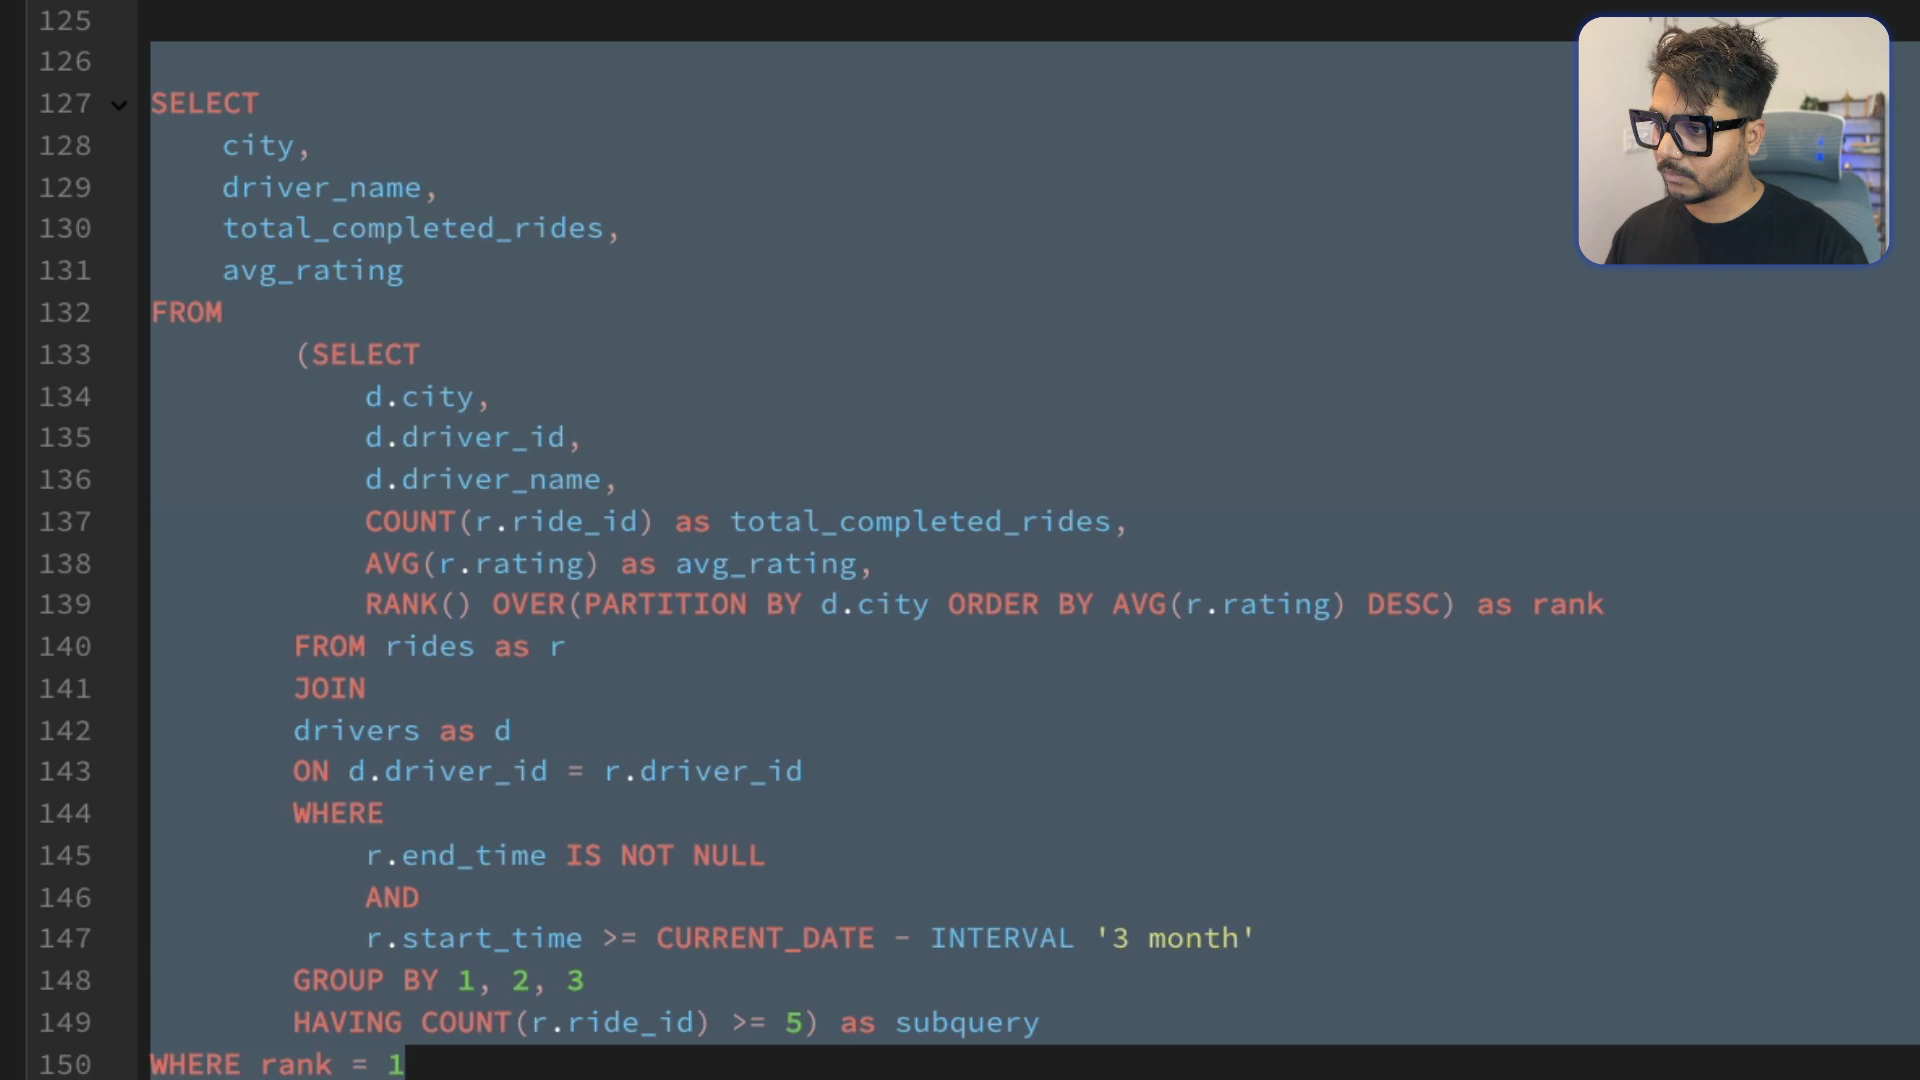 125
126
127 SELECT
128 city,
129 driver_name,
130 total_completed_rides,
131 avg_rating
132 FROM
133 (SELECT
134 d.city,
135 d.driver_id,
136 d.driver_name,
137 COUNT(r.ride_id) as total_completed_rides,
138 AVG(r.rating) as avg_rating,
139 RANK() OVER(PARTITION BY d.city ORDER BY AVG(r.rating) DESC) as rank
140 FROM rides as r
141 JOIN
142 drivers as d
143 ON d.driver_id = r.driver_id
144 WHERE
145 r.end_time IS NOT NULL
146 AND
147 r.start_time >= CURRENT_DATE - INTERVAL '3 month'
148 GROUP BY 1, 2, 3
149 HAVING COUNT(r.ride_id) >= 5) as subquery
150 WHERE rank = 1